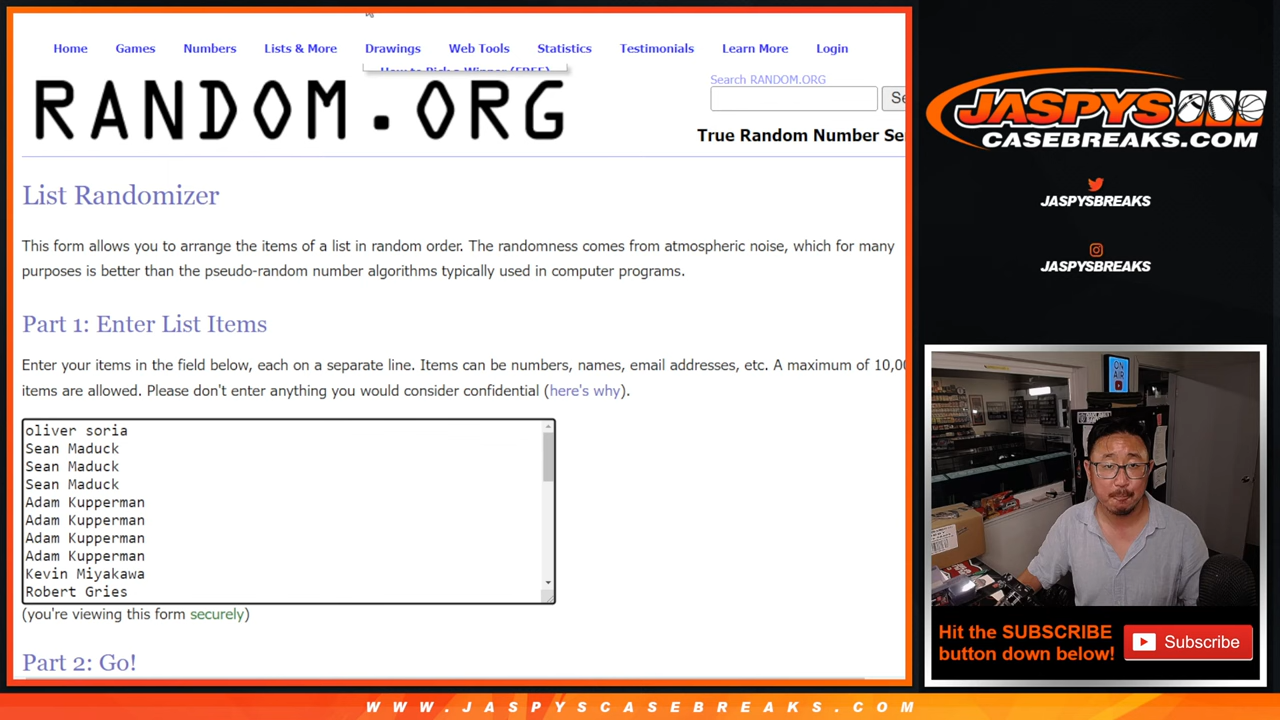 Home Games Numbers Lists & More Drawings Web Tools Statistics Testimonials Learn More Login
How to Pick a Winner (FREE)
RANDOM.ORG
Search RANDOM.ORG
Se
True Random Number Se
List Randomizer
This form allows you to arrange the items of a list in random order. The randomness comes from atmospheric noise, which for many
purposes is better than the pseudo-random number algorithms typically used in computer programs.
Part 1: Enter List Items
Enter your items in the field below, each on a separate line. Items can be numbers, names, email addresses, etc. A maximum of 10,00
items are allowed. Please don't enter anything you would consider confidential (here's why).
oliver soria
Sean Maduck
Sean Maduck
Sean Maduck
Adam Kupperman
Adam Kupperman
Adam Kupperman
Adam Kupperman
Kevin Miyakawa
Robert Gries
(you're viewing this form securely)
Part 2: Go!
JASPYS
CASEBREAKS.COM
JASPYSBREAKS
JASPYSBREAKS
ON
AIR
Hit the SUBSCRIBE
button down below!
Subscribe
WWW.JASPYSCASEBREAKS.COM